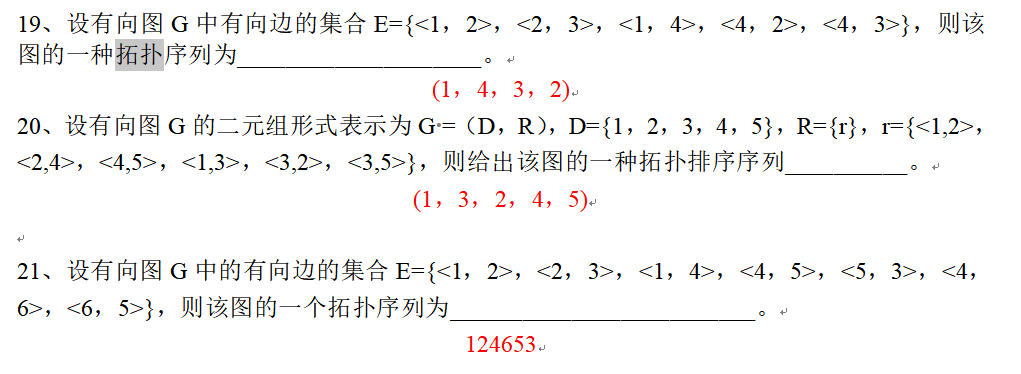 19、设有向图 G 中有向边的集合 E={<1，2>，<2，3>，<1，4>，<4，2>，<4，3>}，则该
图的一种拓扑序列为____________________。
(1，4，3，2)
20、设有向图 G 的二元组形式表示为 G =（D，R），D={1，2，3，4，5}，R={r}，r={<1,2>，
<2,4>，<4,5>，<1,3>，<3,2>，<3,5>}，则给出该图的一种拓扑排序序列__________。
(1，3，2，4，5)
21、设有向图 G 中的有向边的集合 E={<1，2>，<2，3>，<1，4>，<4，5>，<5，3>，<4，
6>，<6，5>}，则该图的一个拓扑序列为_________________________。
124653